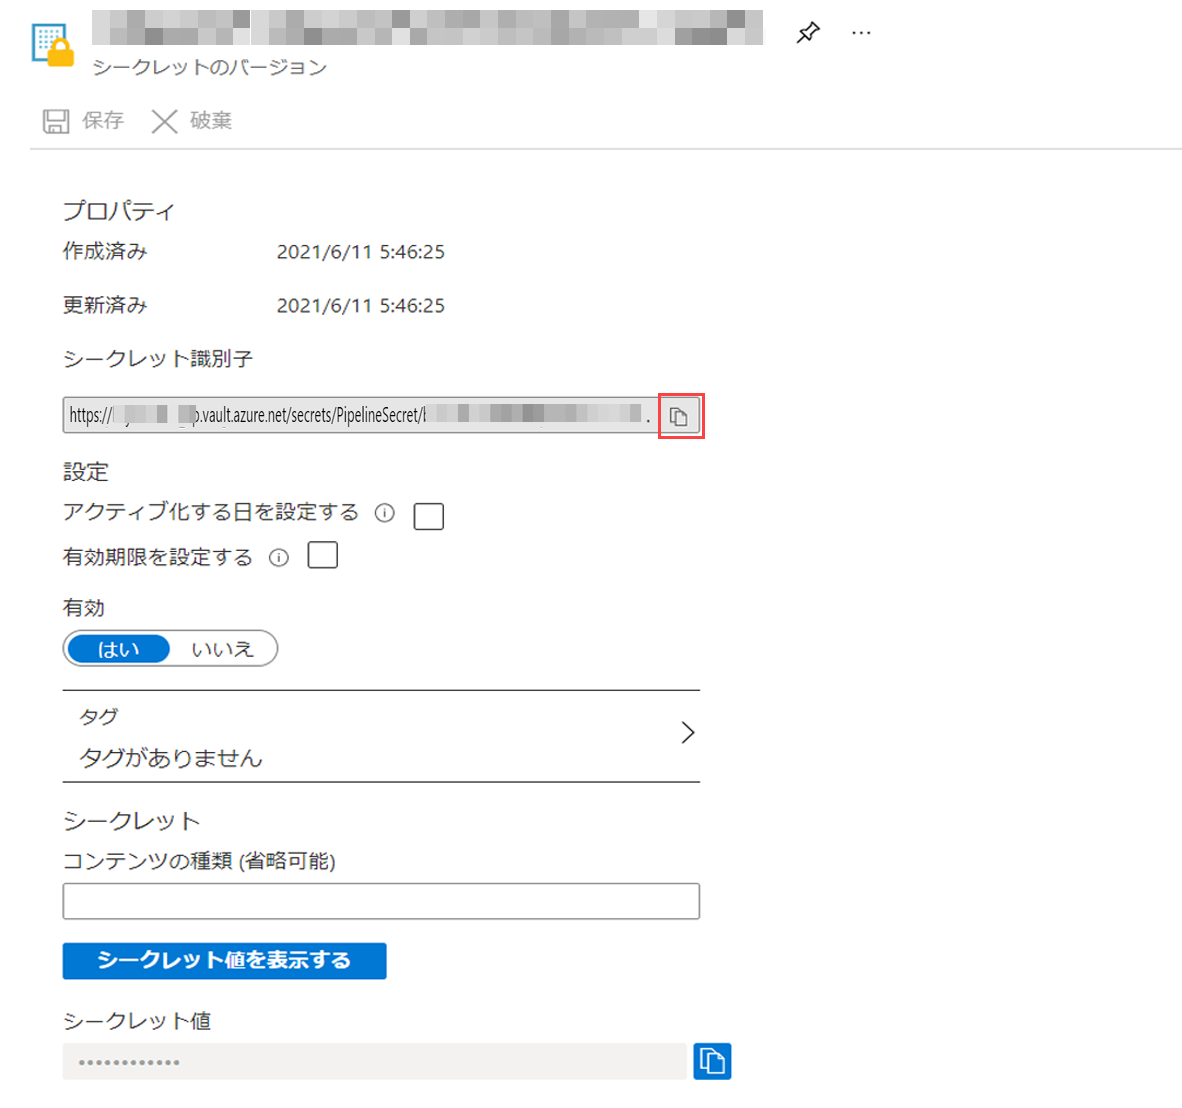 シークレットのバージョン
保存 破棄
プロパティ
作成済み 2021/6/11 5:46:25
更新済み 2021/6/11 5:46:25
シークレット識別子
https:// .vault.azure.net/secrets/PipelineSecret/
設定
アクティブ化する日を設定する
有効期限を設定する
有効
はい いいえ
タグ
タグがありません
シークレット
コンテンツの種類 (省略可能)
シークレット値を表示する
シークレット値
••••••••••••